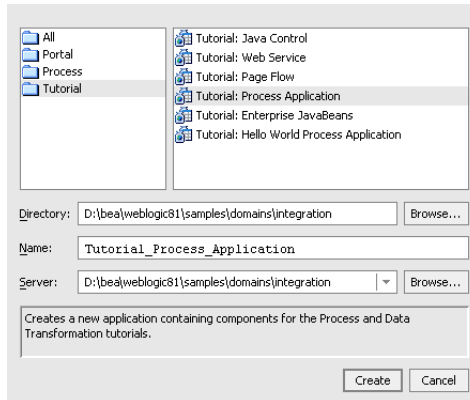 All
Portal
Process
Tutorial
Tutorial: Java Control
Tutorial: Web Service
Tutorial: Page Flow
Tutorial: Process Application
Tutorial: Enterprise JavaBeans
Tutorial: Hello World Process Application
Directory: D:\bea\weblogic81\samples\domains\integration Browse...
Name: Tutorial_Process_Application
Server: D:\bea\weblogic81\samples\domains\integration Browse...
Creates a new application containing components for the Process and Data
Transformation tutorials.
Create Cancel